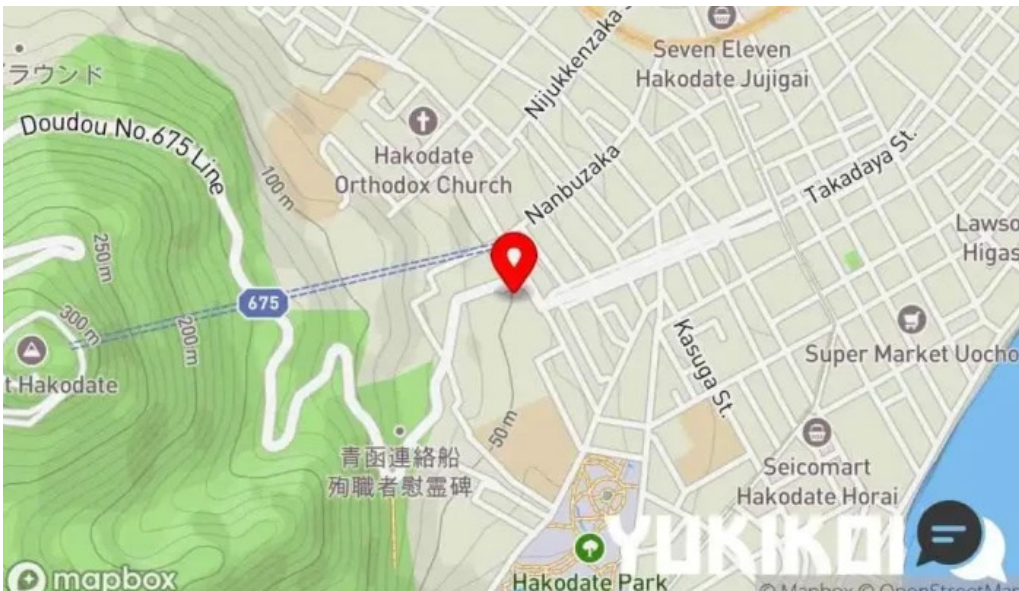 ラウンド
Doudou No.675 Line
100 m
250 m
300 m
200 m
675
t Hakodate
Hakodate
Orthodox Church
Nijukkenzaka
Nanbuzaka
Seven Eleven
Hakodate Jujigai
Takadaya St.
Lawso
Higas
Super Market Uocho
Kasuga St.
50 m
青函連絡船
殉職者慰霊碑
Seicomart
Hakodate Horai
Hakodate Park
YUKIKOI
mapbox
© Mapbox © OpenStreetMap